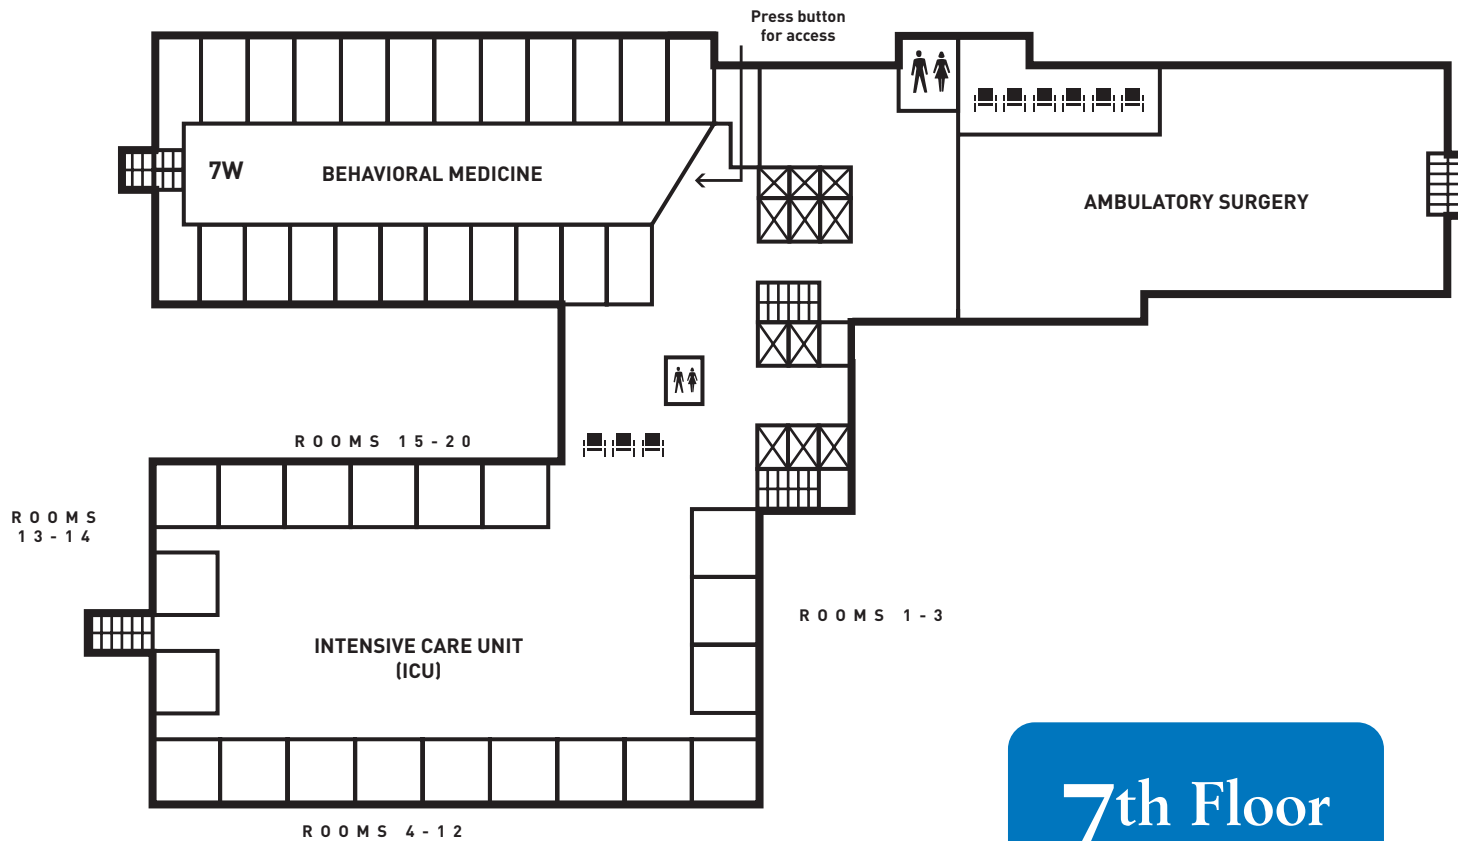 Press button
for access
7W
BEHAVIORAL MEDICINE
AMBULATORY SURGERY
ROOMS 15-20
ROOMS
13-14
ROOMS 1-3
INTENSIVE CARE UNIT
(ICU)
ROOMS 4-12
7th Floor